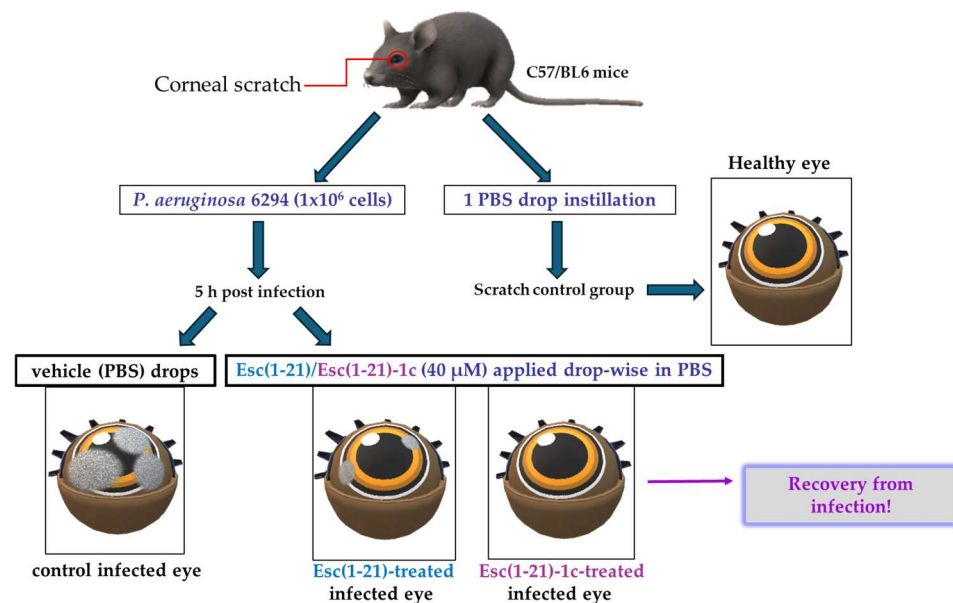 Corneal scratch
C57/BL6 mice
P. aeruginosa 6294 (1x10⁶ cells)
1 PBS drop instillation
Healthy eye
5 h post infection
Scratch control group
vehicle (PBS) drops
Esc(1-21)/Esc(1-21)-1c (40 µM) applied drop-wise in PBS
control infected eye
Esc(1-21)-treated
infected eye
Esc(1-21)-1c-treated
infected eye
Recovery from
infection!